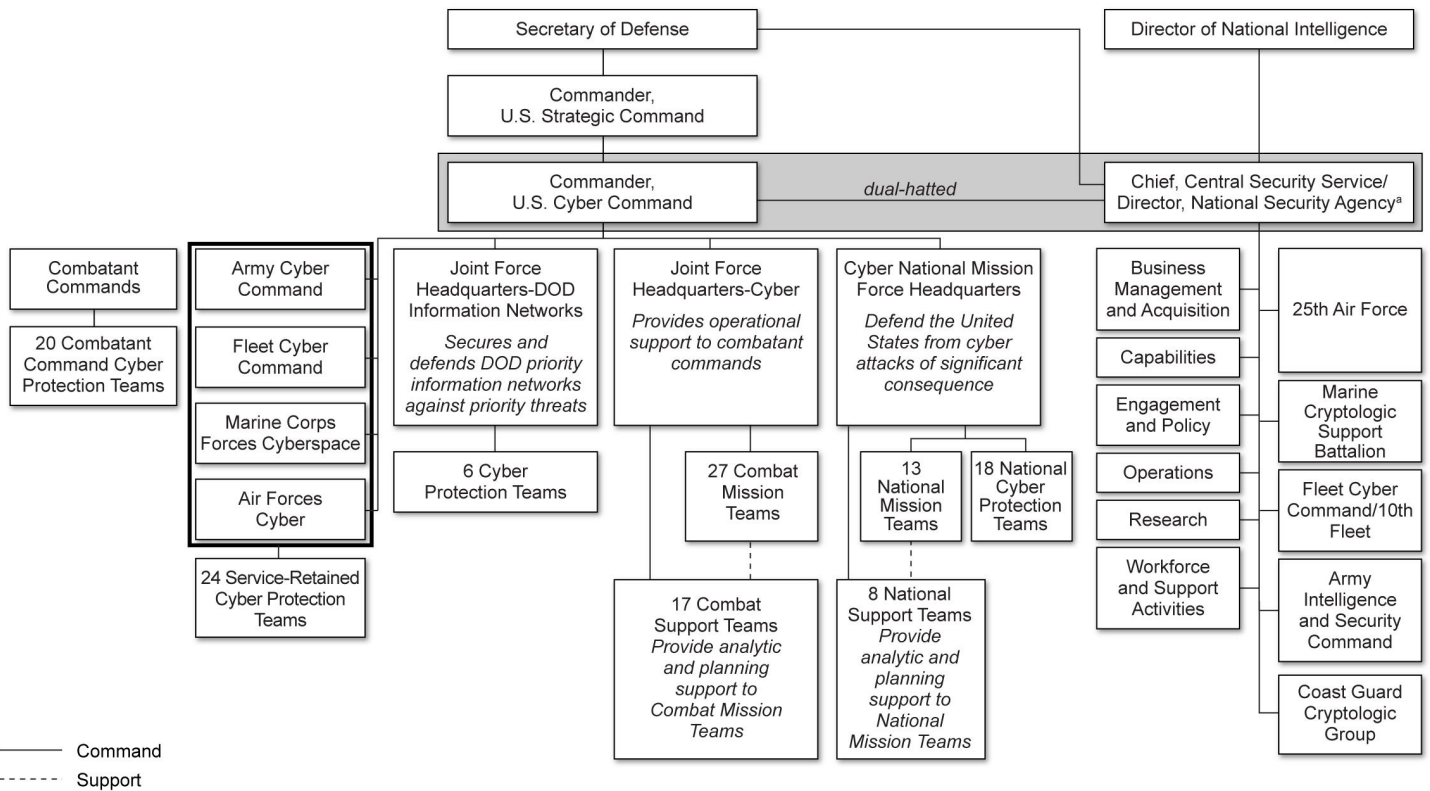 Secretary of Defense
Director of National Intelligence
Commander,
U.S. Strategic Command
Commander,
U.S. Cyber Command
dual-hatted
Chief, Central Security Service/
Director, National Security Agencyᵃ
Combatant
Commands
20 Combatant
Command Cyber
Protection Teams
Army Cyber
Command
Fleet Cyber
Command
Marine Corps
Forces Cyberspace
Air Forces
Cyber
24 Service-Retained
Cyber Protection
Teams
Joint Force
Headquarters-DOD
Information Networks
Secures and
defends DOD priority
information networks
against priority threats
6 Cyber
Protection Teams
Joint Force
Headquarters-Cyber
Provides operational
support to combatant
commands
27 Combat
Mission
Teams
17 Combat
Support Teams
Provide analytic
and planning
support to
Combat Mission
Teams
Cyber National Mission
Force Headquarters
Defend the United
States from cyber
attacks of significant
consequence
13
National
Mission
Teams
18 National
Cyber
Protection
Teams
8 National
Support Teams
Provide
analytic and
planning
support to
National
Mission Teams
Business
Management
and Acquisition
Capabilities
Engagement
and Policy
Operations
Research
Workforce
and Support
Activities
25th Air Force
Marine
Cryptologic
Support
Battalion
Fleet Cyber
Command/10th
Fleet
Army
Intelligence
and Security
Command
Coast Guard
Cryptologic
Group
Command
Support